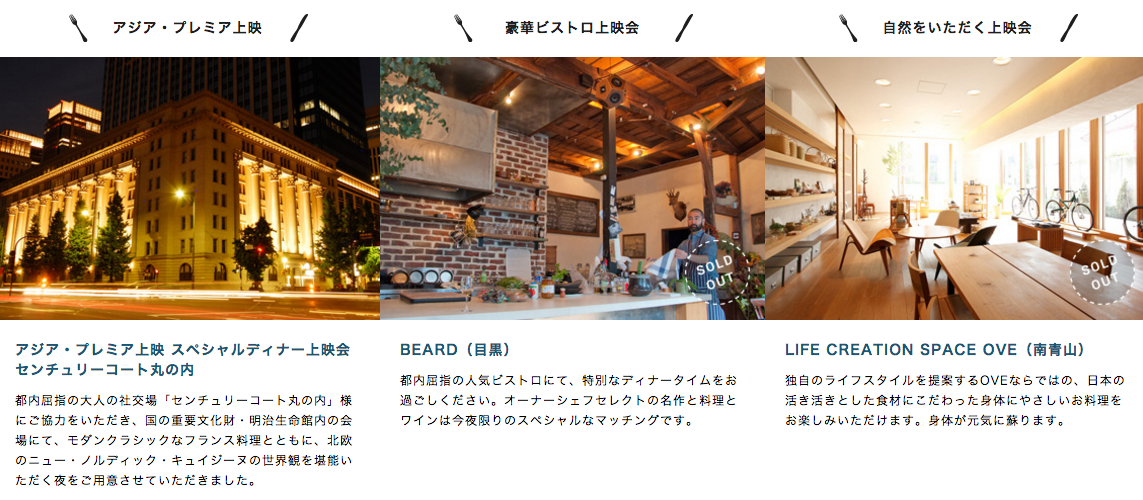 アジア・プレミア上映
豪華ビストロ上映会
自然をいただく上映会
SOLD
OUT
SOLD
OUT
アジア・プレミア上映 スペシャルディナー上映会
センチュリーコート丸の内
都内屈指の大人の社交場「センチュリーコート丸の内」様
にご協力をいただき、国の重要文化財・明治生命館内の会
場にて、モダンクラシックなフランス料理とともに、北欧
のニュー・ノルディック・キュイジーヌの世界観を堪能い
ただく夜をご用意させていただきました。
BEARD（目黒）
都内屈指の人気ビストロにて、特別なディナータイムをお
過ごしください。オーナーシェフセレクトの名作と料理と
ワインは今夜限りのスペシャルなマッチングです。
LIFE CREATION SPACE OVE（南青山）
独自のライフスタイルを提案するOVEならではの、日本の
活き活きとした食材にこだわった身体にやさしいお料理を
お楽しみいただけます。身体が元気に蘇ります。